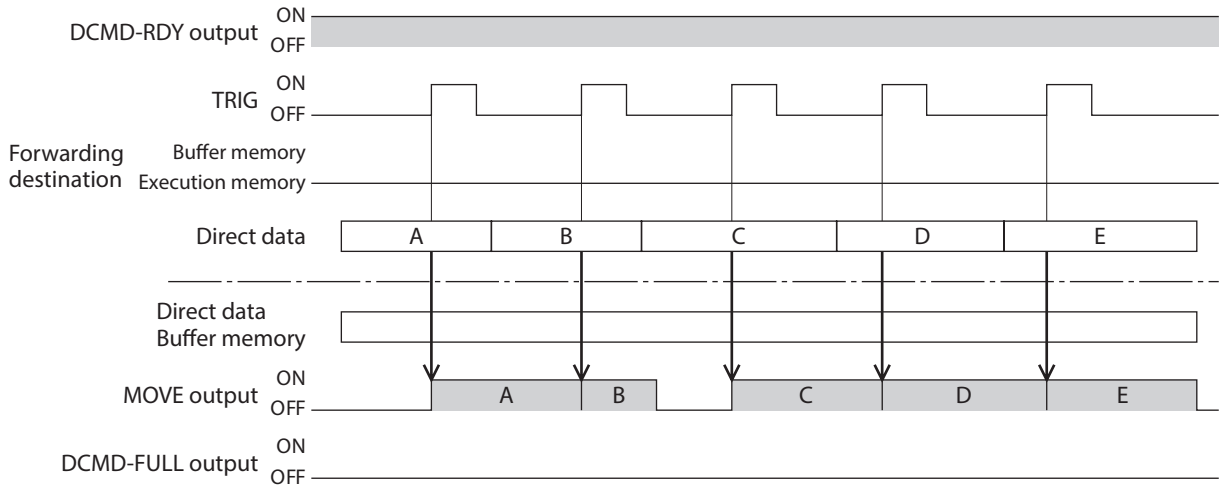 DCMD-RDY output
ON
OFF
TRIG
ON
OFF
Forwarding
destination
Buffer memory
Execution memory
Direct data
A B C D E
Direct data
Buffer memory
MOVE output
ON
OFF
A B C D E
DCMD-FULL output
ON
OFF